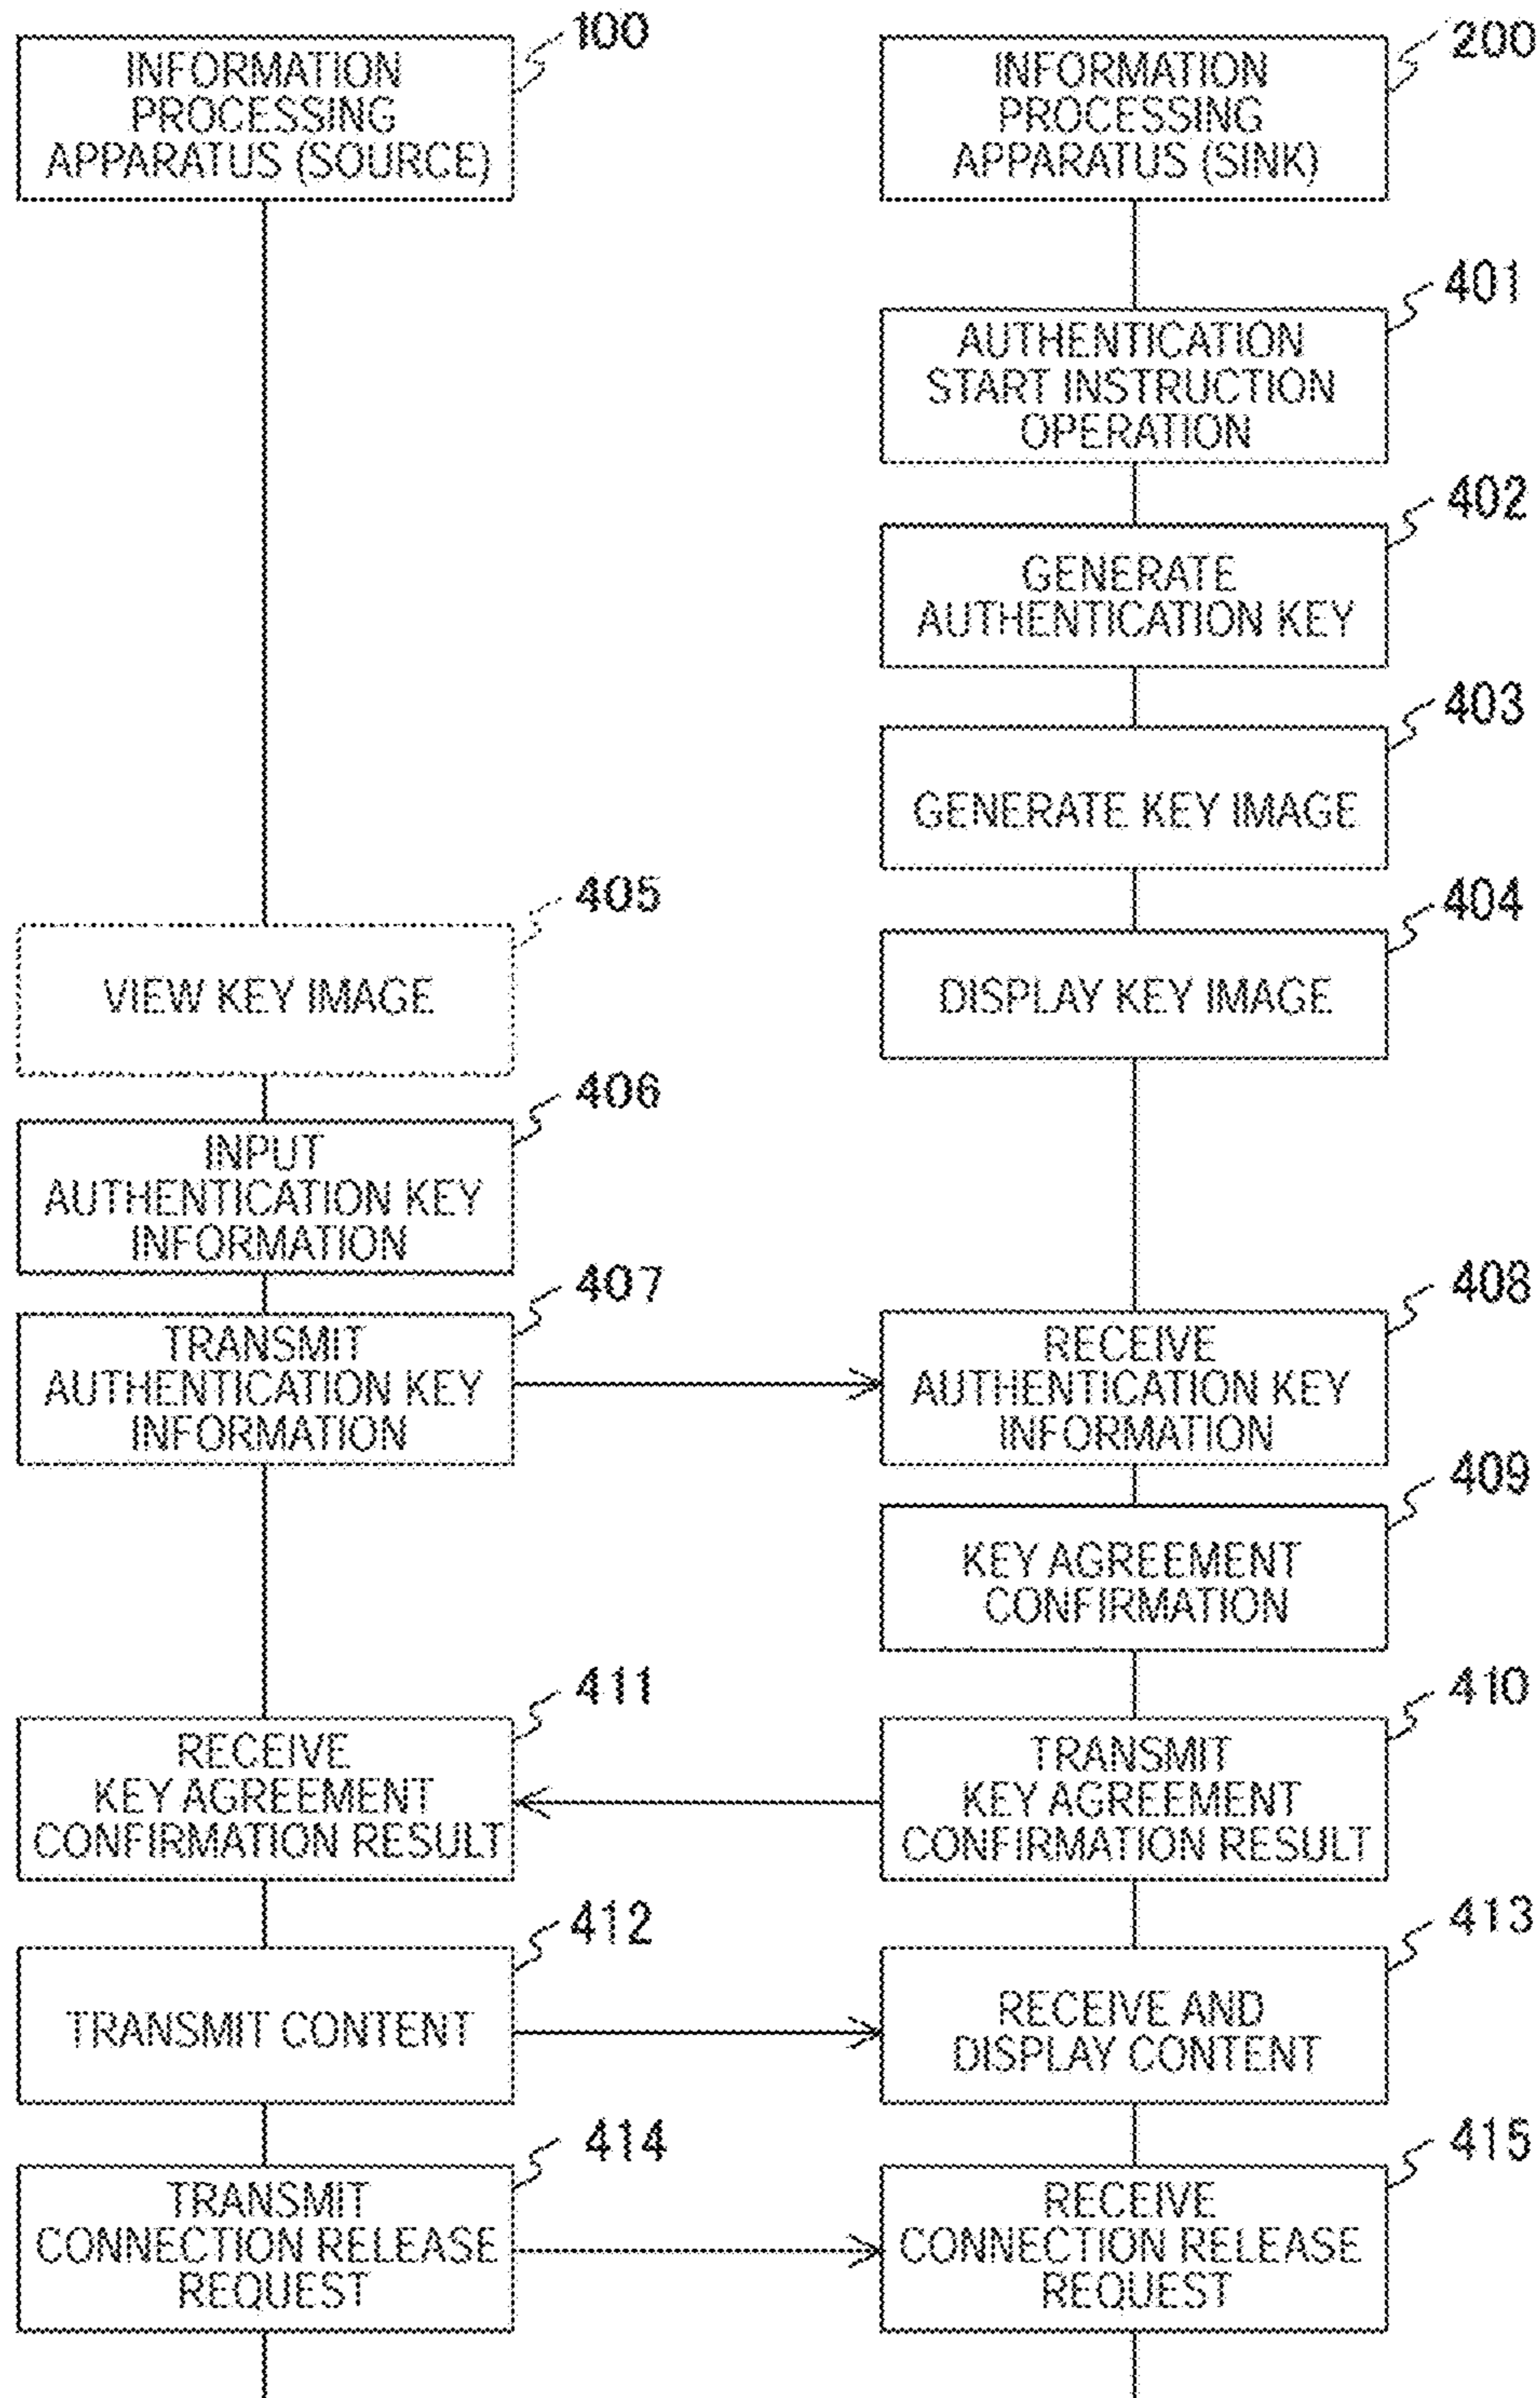 100
INFORMATION
PROCESSING
APPARATUS (SOURCE)
200
INFORMATION
PROCESSING
APPARATUS (SINK)
401
AUTHENTICATION
START INSTRUCTION
OPERATION
402
GENERATE
AUTHENTICATION KEY
403
GENERATE KEY IMAGE
404
DISPLAY KEY IMAGE
405
VIEW KEY IMAGE
406
INPUT
AUTHENTICATION KEY
INFORMATION
407
TRANSMIT
AUTHENTICATION KEY
INFORMATION
408
RECEIVE
AUTHENTICATION KEY
INFORMATION
409
KEY AGREEMENT
CONFIRMATION
410
TRANSMIT
KEY AGREEMENT
CONFIRMATION RESULT
411
RECEIVE
KEY AGREEMENT
CONFIRMATION RESULT
412
TRANSMIT CONTENT
413
RECEIVE AND
DISPLAY CONTENT
414
TRANSMIT
CONNECTION RELEASE
REQUEST
415
RECEIVE
CONNECTION RELEASE
REQUEST